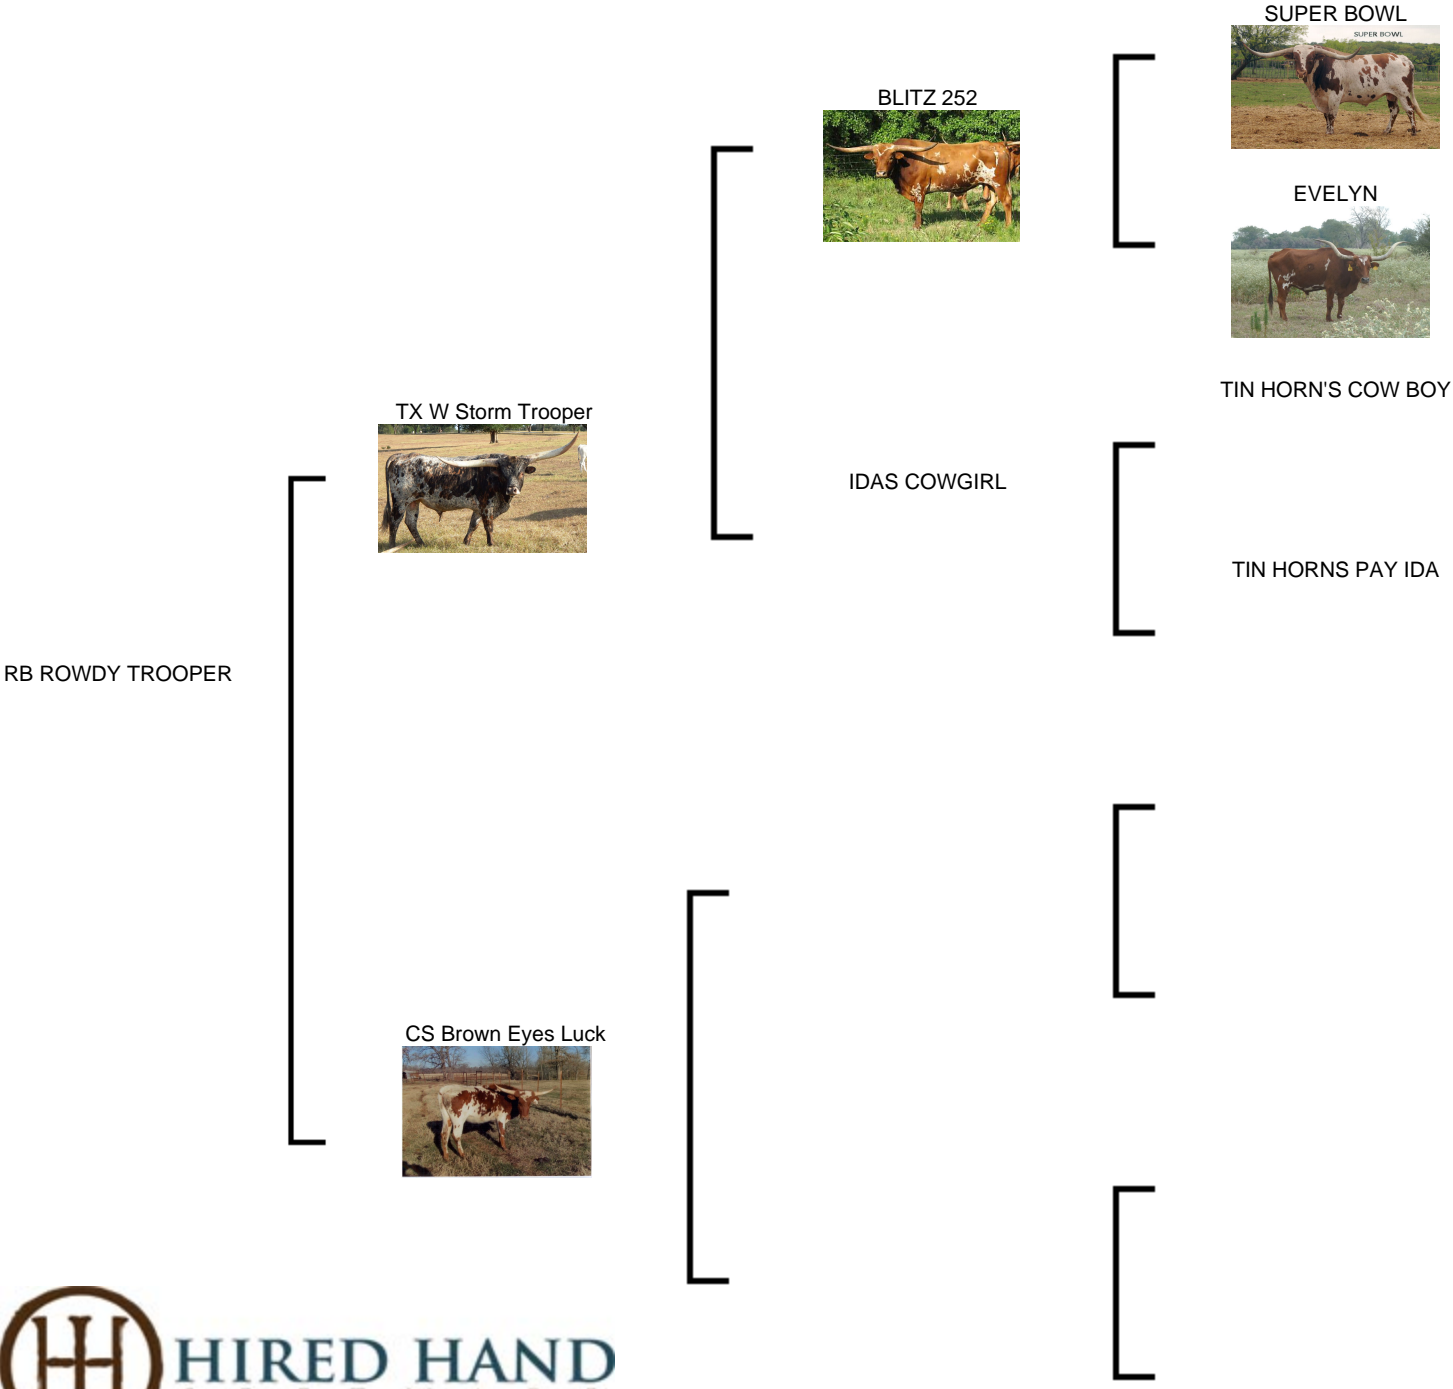 SUPER BOWL
SUPER BOWL
BLITZ 252
EVELYN
TIN HORN'S COW BOY
TX W Storm Trooper
IDAS COWGIRL
TIN HORNS PAY IDA
RB ROWDY TROOPER
CS Brown Eyes Luck
HIRED HAND